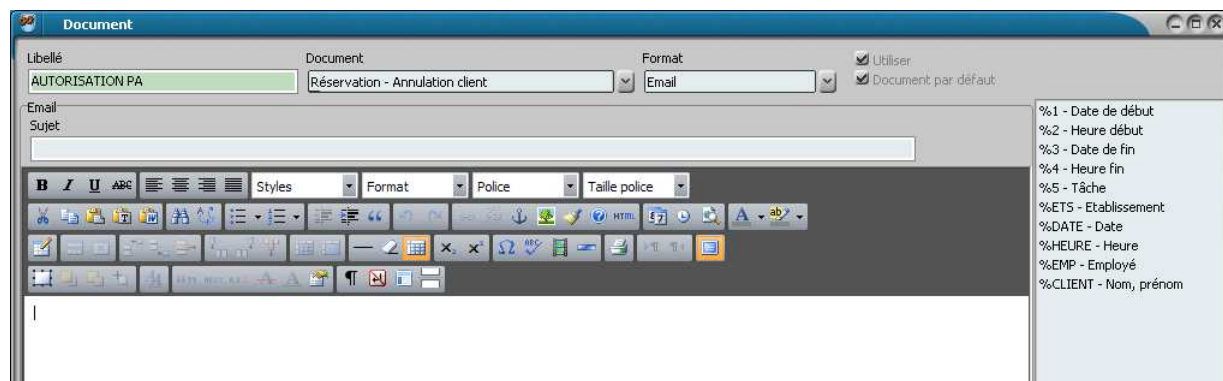 Document
Libellé Document Format
AUTORISATION PA Réservation - Annulation client Email
Utiliser
Document par défaut
Email
Sujet
B I U ABC Styles Format Police Taille police
HTML
%1 - Date de début
%2 - Heure début
%3 - Date de fin
%4 - Heure fin
%5 - Tâche
%ETS - Etablissement
%DATE - Date
%HEURE - Heure
%EMP - Employé
%CLIENT - Nom, prénom